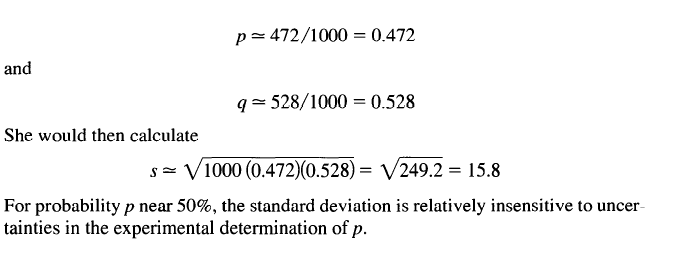 p ≃ 472/1000 = 0.472
and
q ≃ 528/1000 = 0.528
She would then calculate
s ≃ √1000(0.472)(0.528) = √249.2 = 15.8
For probability p near 50%, the standard deviation is relatively insensitive to uncer-
tainties in the experimental determination of p.